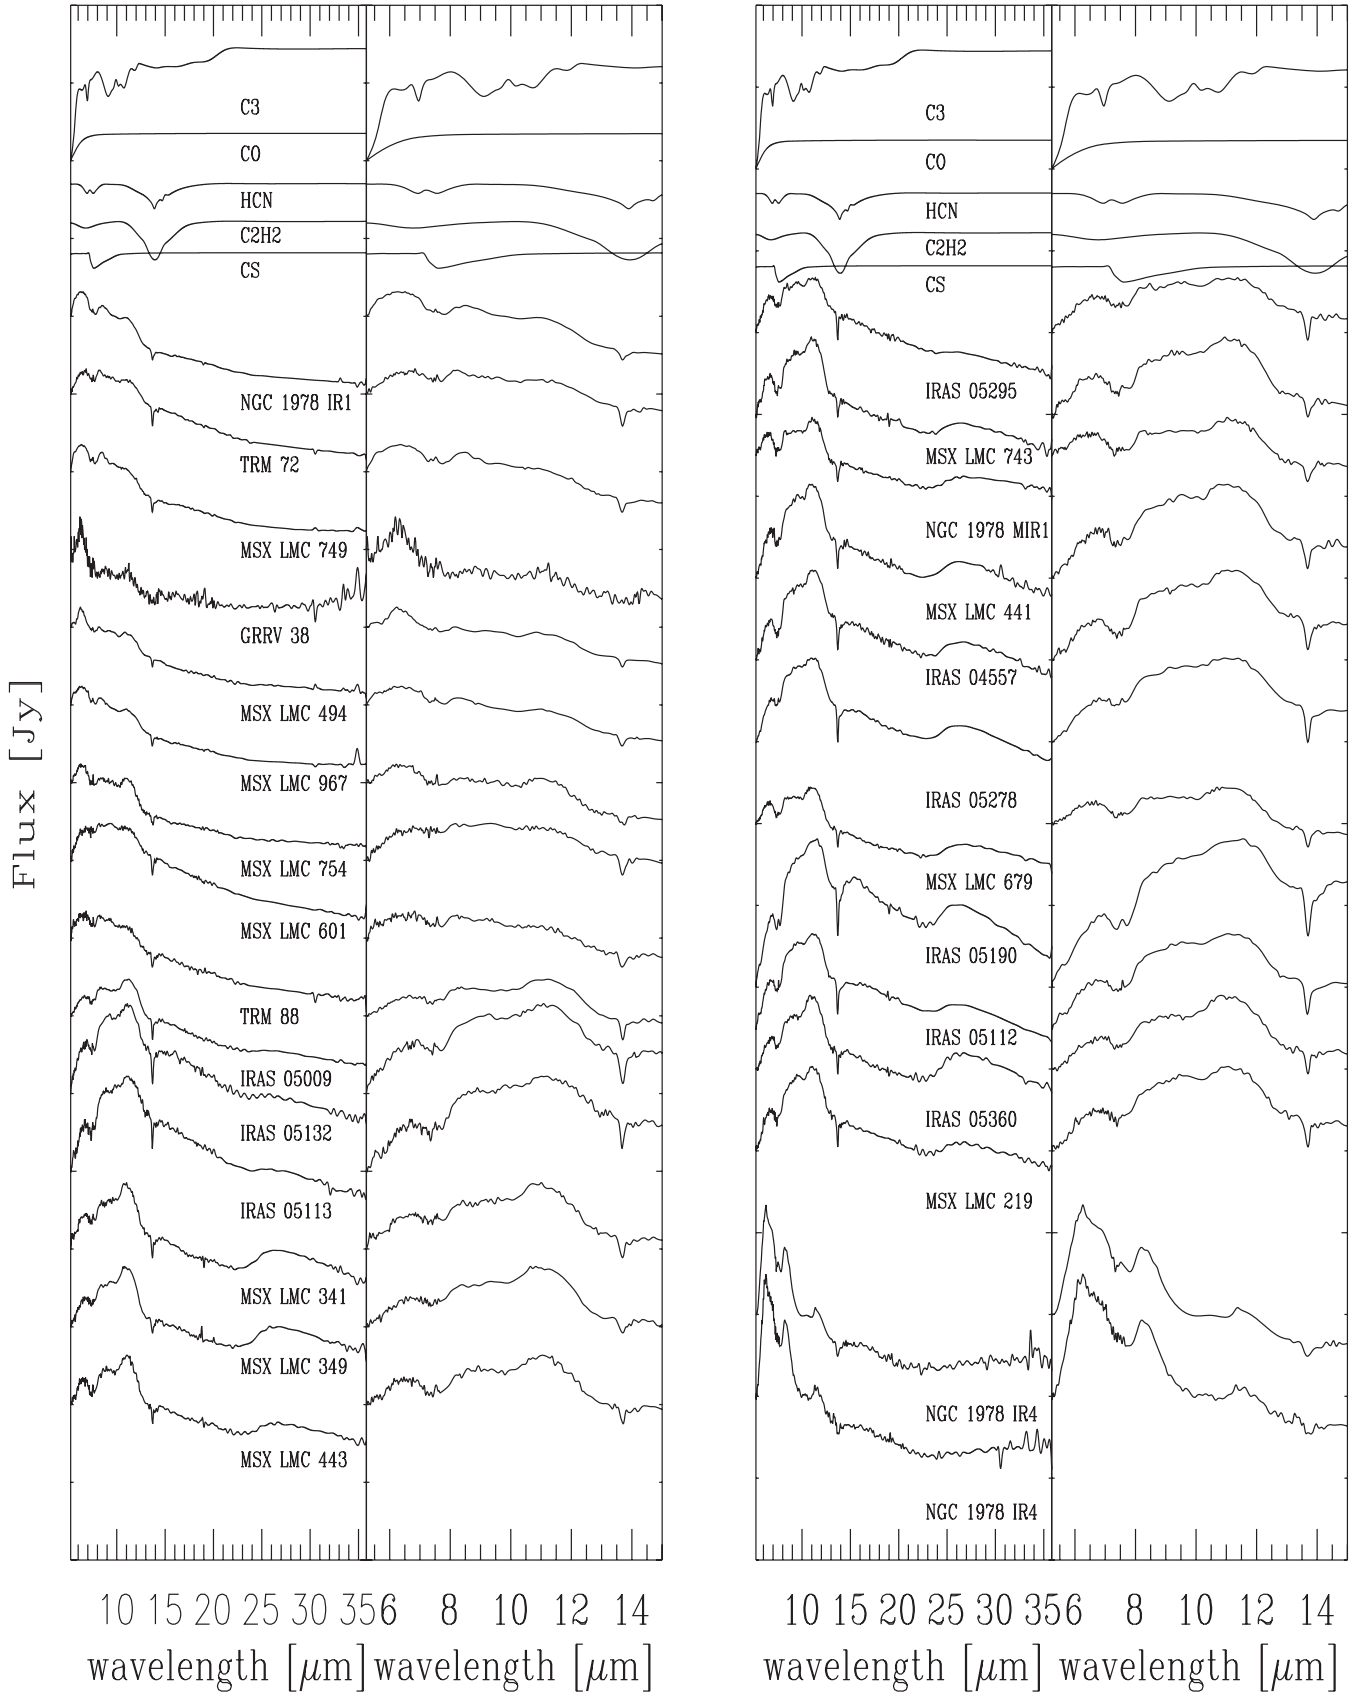 Flux [Jy]
C3
CO
HCN
C2H2
CS
NGC 1978 IR1
TRM 72
MSX LMC 749
GRRV 38
MSX LMC 494
MSX LMC 967
MSX LMC 754
MSX LMC 601
TRM 88
IRAS 05009
IRAS 05132
IRAS 05113
MSX LMC 341
MSX LMC 349
MSX LMC 443
10 15 20 25 30 35 6 8 10 12 14
wavelength [μm] wavelength [μm]
C3
CO
HCN
C2H2
CS
IRAS 05295
MSX LMC 743
NGC 1978 MIR1
MSX LMC 441
IRAS 04557
IRAS 05278
MSX LMC 679
IRAS 05190
IRAS 05112
IRAS 05360
MSX LMC 219
NGC 1978 IR4
NGC 1978 IR4
10 15 20 25 30 35 6 8 10 12 14
wavelength [μm] wavelength [μm]